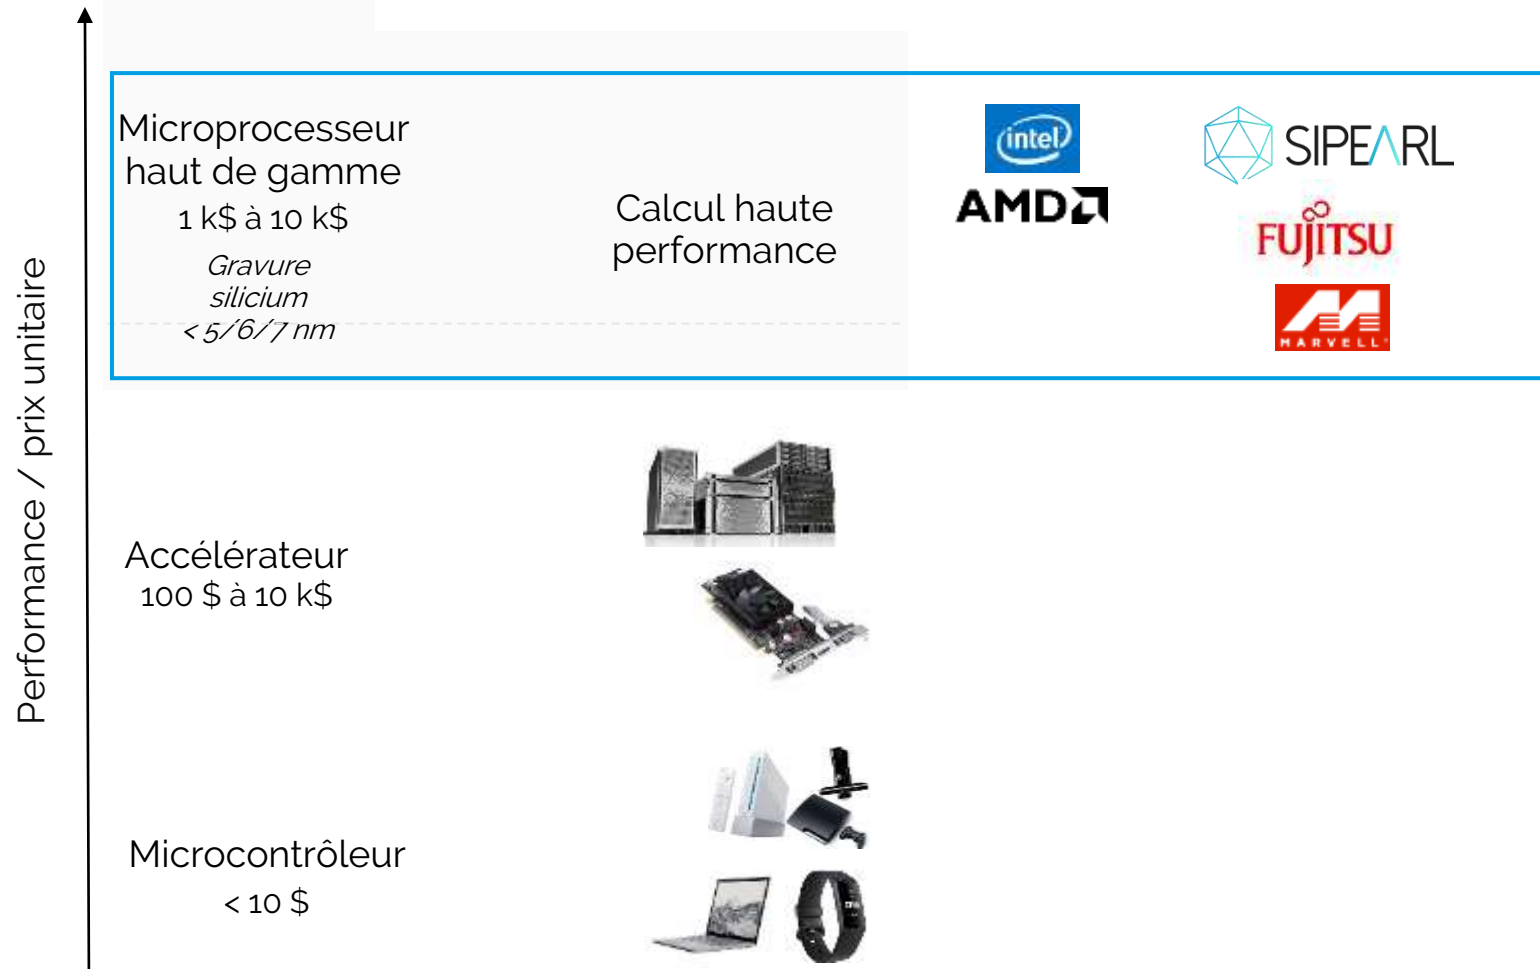 Performance / prix unitaire
Microprocesseur
haut de gamme
1 k$ à 10 k$
Gravure
silicium
< 5/6/7 nm
Calcul haute
performance
intel
AMD
SIPEARL
FUJITSU
MARVELL
Accélérateur
100 $ à 10 k$
Microcontrôleur
< 10 $